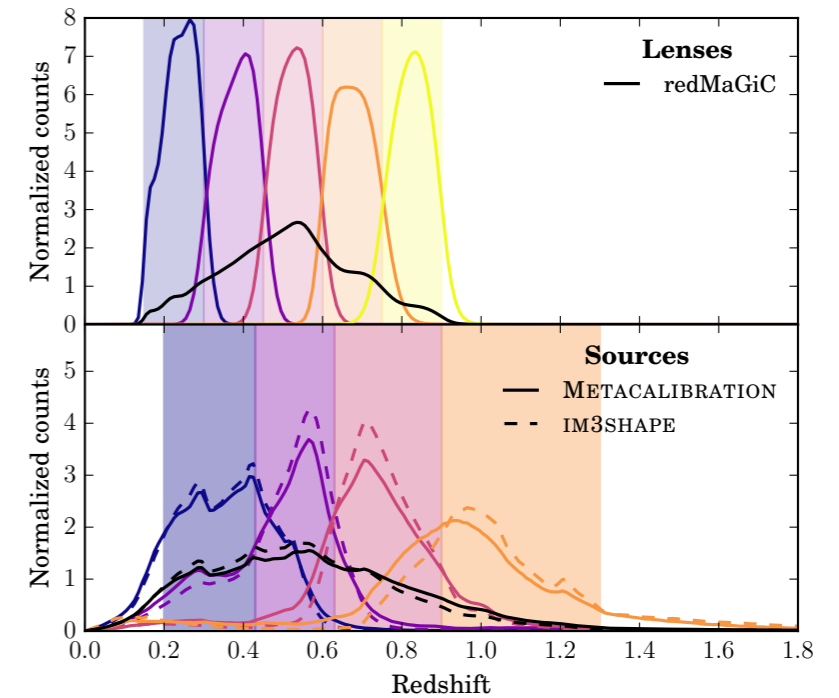 8
7
6
5
4
3
2
1
0
Normalized counts
Lenses
redMaGiC
5
4
3
2
1
0
Normalized counts
Sources
METACALIBRATION
IM3SHAPE
0.0 0.2 0.4 0.6 0.8 1.0 1.2 1.4 1.6 1.8
Redshift